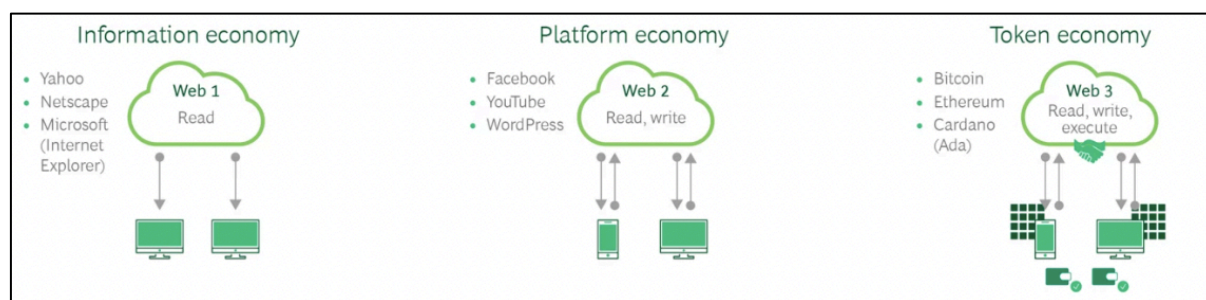 Information economy
• Yahoo
• Netscape
• Microsoft
(Internet
Explorer)
Web 1
Read
Platform economy
• Facebook
• YouTube
• WordPress
Web 2
Read, write
Token economy
• Bitcoin
• Ethereum
• Cardano
(Ada)
Web 3
Read, write,
execute